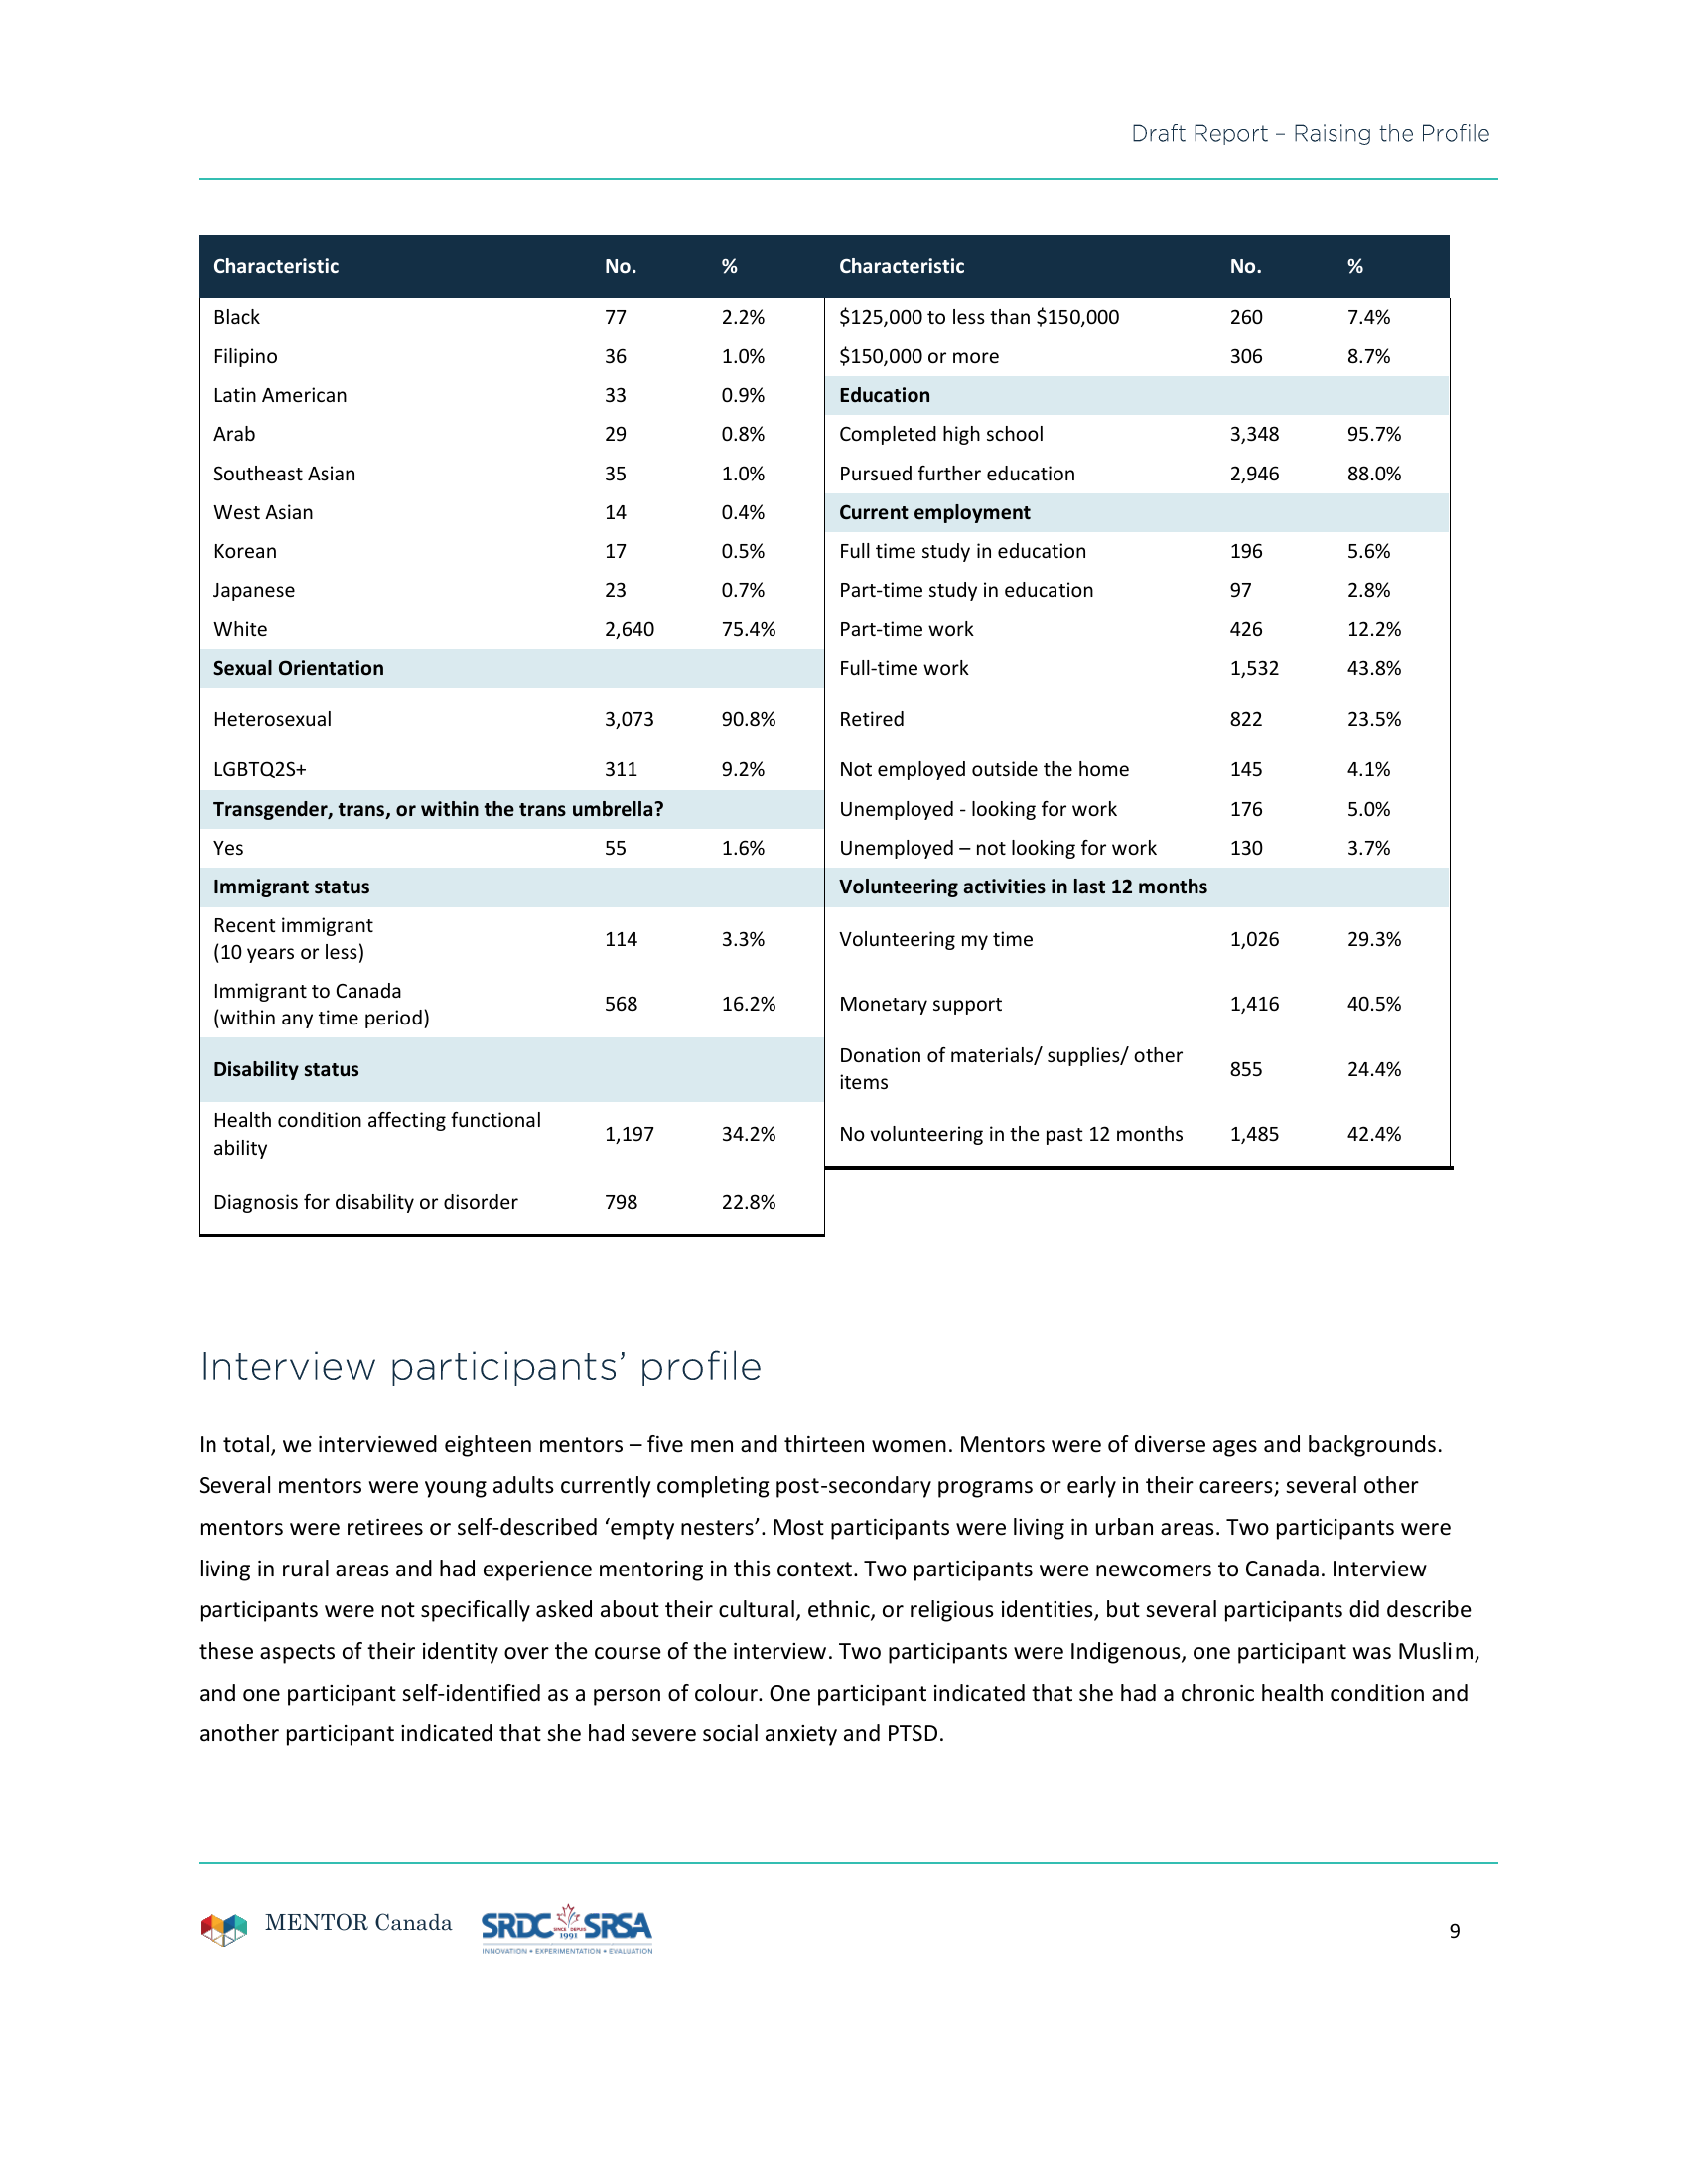 Draft Report – Raising the Profile
Characteristic No. % Characteristic No. %
Black 77 2.2% $125,000 to less than $150,000 260 7.4%
Filipino 36 1.0% $150,000 or more 306 8.7%
Latin American 33 0.9% Education
Arab 29 0.8% Completed high school 3,348 95.7%
Southeast Asian 35 1.0% Pursued further education 2,946 88.0%
West Asian 14 0.4% Current employment
Korean 17 0.5% Full time study in education 196 5.6%
Japanese 23 0.7% Part-time study in education 97 2.8%
White 2,640 75.4% Part-time work 426 12.2%
Sexual Orientation Full-time work 1,532 43.8%
Heterosexual 3,073 90.8% Retired 822 23.5%
LGBTQ2S+ 311 9.2% Not employed outside the home 145 4.1%
Transgender, trans, or within the trans umbrella? Unemployed - looking for work 176 5.0%
Yes 55 1.6% Unemployed – not looking for work 130 3.7%
Immigrant status Volunteering activities in last 12 months
Recent immigrant
(10 years or less) 114 3.3% Volunteering my time 1,026 29.3%
Immigrant to Canada
(within any time period) 568 16.2% Monetary support 1,416 40.5%
Disability status Donation of materials/ supplies/ other
items 855 24.4%
Health condition affecting functional
ability 1,197 34.2% No volunteering in the past 12 months 1,485 42.4%
Diagnosis for disability or disorder 798 22.8%
Interview participants’ profile
In total, we interviewed eighteen mentors – five men and thirteen women. Mentors were of diverse ages and backgrounds.
Several mentors were young adults currently completing post-secondary programs or early in their careers; several other
mentors were retirees or self-described ‘empty nesters’. Most participants were living in urban areas. Two participants were
living in rural areas and had experience mentoring in this context. Two participants were newcomers to Canada. Interview
participants were not specifically asked about their cultural, ethnic, or religious identities, but several participants did describe
these aspects of their identity over the course of the interview. Two participants were Indigenous, one participant was Muslim,
and one participant self-identified as a person of colour. One participant indicated that she had a chronic health condition and
another participant indicated that she had severe social anxiety and PTSD.
MENTOR Canada SRDC SINCE DEPUIS 1991 SRSA
INNOVATION • EXPERIMENTATION • EVALUATION
9